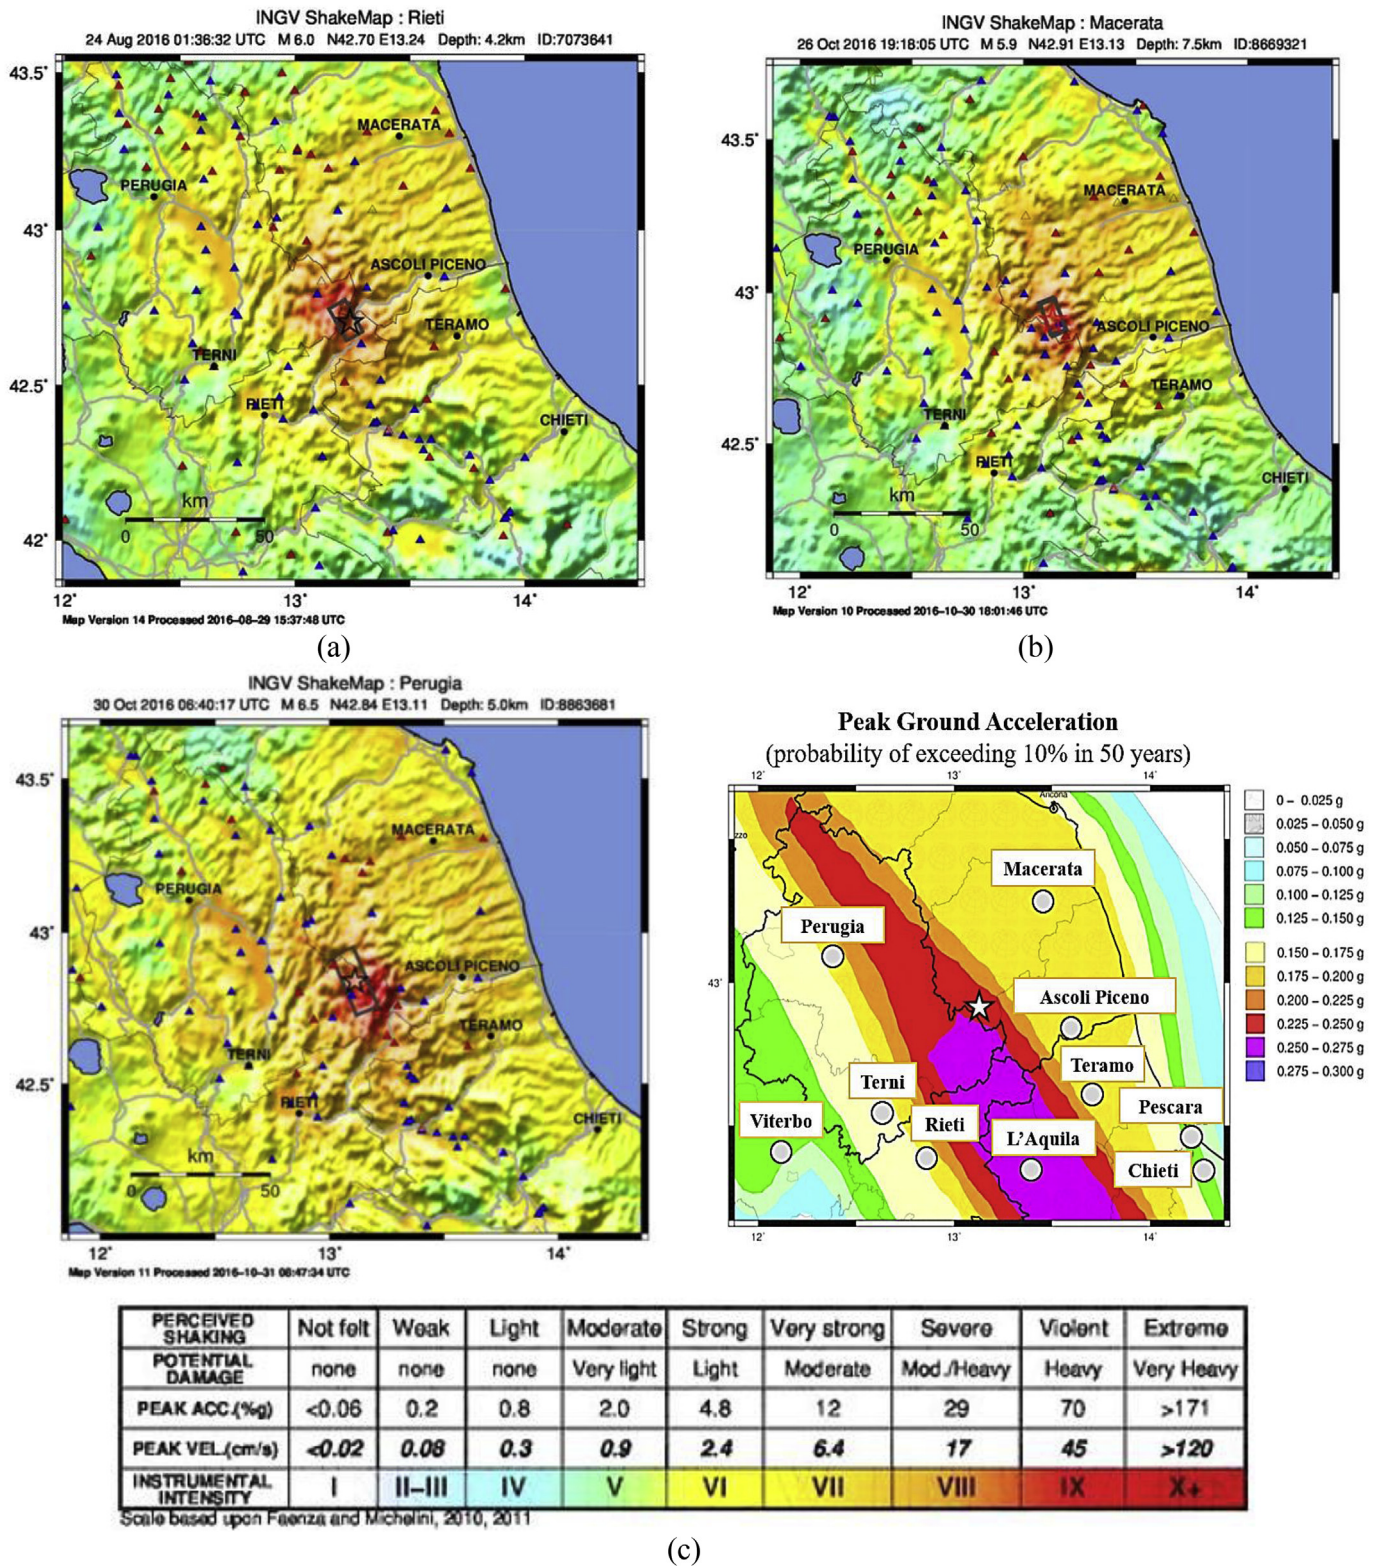 INGV ShakeMap : Rieti
24 Aug 2016 01:36:32 UTC M 6.0 N42.70 E13.24 Depth: 4.2km ID:7073641
43.5°
MACERATA
PERUGIA
43°
ASCOLI PICENO
TERAMO
TERNI
42.5°
RIETI
CHIETI
km
0 50
42°
12° 13° 14°
Map Version 14 Processed 2016-08-29 15:37:48 UTC
(a)
INGV ShakeMap : Macerata
26 Oct 2016 19:18:05 UTC M 5.9 N42.91 E13.13 Depth: 7.5km ID:8669321
43.5°
MACERATA
PERUGIA
43°
ASCOLI PICENO
TERAMO
TERNI
42.5°
RIETI
CHIETI
km
0 50
12° 13° 14°
Map Version 10 Processed 2016-10-30 18:01:46 UTC
(b)
INGV ShakeMap : Perugia
30 Oct 2016 06:40:17 UTC M 6.5 N42.84 E13.11 Depth: 5.0km ID:8863681
43.5°
MACERATA
PERUGIA
43°
ASCOLI PICENO
TERAMO
TERNI
42.5°
RIETI
CHIETI
km
0 50
12° 13° 14°
Map Version 11 Processed 2016-10-31 08:47:34 UTC
Peak Ground Acceleration
(probability of exceeding 10% in 50 years)
12° 13° 14°
Ancona
220
Macerata
Perugia
43°
Ascoli Piceno
Teramo
Terni
Pescara
Viterbo
Rieti
L'Aquila
Chieti
12° 13° 14°
0 – 0.025 g
0.025 – 0.050 g
0.050 – 0.075 g
0.075 – 0.100 g
0.100 – 0.125 g
0.125 – 0.150 g
0.150 – 0.175 g
0.175 – 0.200 g
0.200 – 0.225 g
0.225 – 0.250 g
0.250 – 0.275 g
0.275 – 0.300 g
PERCEIVED SHAKING Not felt Weak Light Moderate Strong Very strong Severe Violent Extreme
POTENTIAL DAMAGE none none none Very light Light Moderate Mod./Heavy Heavy Very Heavy
PEAK ACC.(%g) <0.06 0.2 0.8 2.0 4.8 12 29 70 >171
PEAK VEL.(cm/s) <0.02 0.08 0.3 0.9 2.4 6.4 17 45 >120
INSTRUMENTAL INTENSITY I II–III IV V VI VII VIII IX X+
Scale based upon Faenza and Michelini, 2010, 2011
(c)